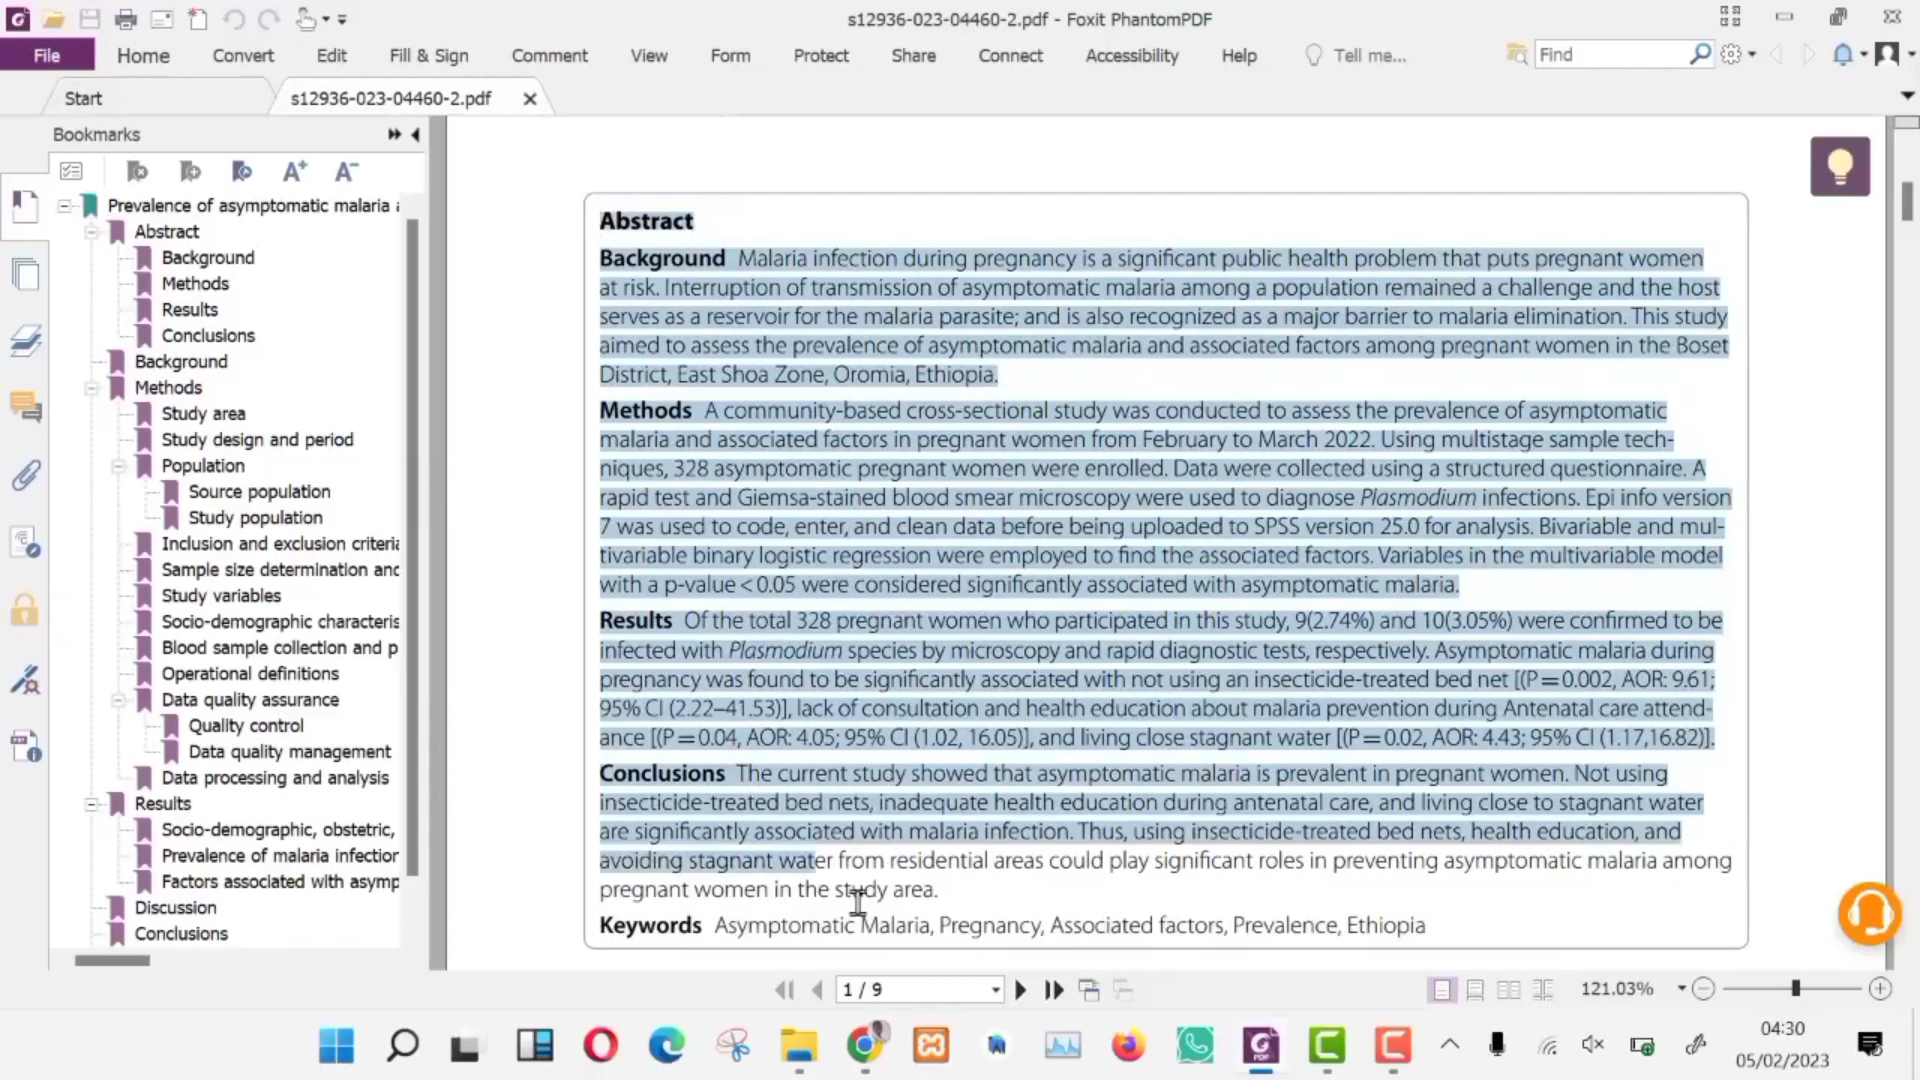 s12936-023-04460-2.pdf - Foxit PhantomPDF
File Home Convert Edit Fill & Sign Comment View Form Protect Share Connect Accessibility Help Tell me... Find
Start s12936-023-04460-2.pdf
Bookmarks
A+ A-
Prevalence of asymptomatic malaria
Abstract
Background
Methods
Results
Conclusions
Background
Methods
Study area
Study design and period
Population
Source population
Study population
Inclusion and exclusion criteria
Sample size determination and
Study variables
Socio-demographic characteris
Blood sample collection and p
Operational definitions
Data quality assurance
Quality control
Data quality management
Data processing and analysis
Results
Socio-demographic, obstetric,
Prevalence of malaria infection
Factors associated with asymp
Discussion
Conclusions
Abstract
Background Malaria infection during pregnancy is a significant public health problem that puts pregnant women
at risk. Interruption of transmission of asymptomatic malaria among a population remained a challenge and the host
serves as a reservoir for the malaria parasite; and is also recognized as a major barrier to malaria elimination. This study
aimed to assess the prevalence of asymptomatic malaria and associated factors among pregnant women in the Boset
District, East Shoa Zone, Oromia, Ethiopia.
Methods A community-based cross-sectional study was conducted to assess the prevalence of asymptomatic
malaria and associated factors in pregnant women from February to March 2022. Using multistage sample tech-
niques, 328 asymptomatic pregnant women were enrolled. Data were collected using a structured questionnaire. A
rapid test and Giemsa-stained blood smear microscopy were used to diagnose Plasmodium infections. Epi info version
7 was used to code, enter, and clean data before being uploaded to SPSS version 25.0 for analysis. Bivariable and mul-
tivariable binary logistic regression were employed to find the associated factors. Variables in the multivariable model
with a p-value < 0.05 were considered significantly associated with asymptomatic malaria.
Results Of the total 328 pregnant women who participated in this study, 9(2.74%) and 10(3.05%) were confirmed to be
infected with Plasmodium species by microscopy and rapid diagnostic tests, respectively. Asymptomatic malaria during
pregnancy was found to be significantly associated with not using an insecticide-treated bed net [(P = 0.002, AOR: 9.61;
95% CI (2.22–41.53)], lack of consultation and health education about malaria prevention during Antenatal care attend-
ance [(P = 0.04, AOR: 4.05; 95% CI (1.02, 16.05)], and living close stagnant water [(P = 0.02, AOR: 4.43; 95% CI (1.17,16.82)].
Conclusions The current study showed that asymptomatic malaria is prevalent in pregnant women. Not using
insecticide-treated bed nets, inadequate health education during antenatal care, and living close to stagnant water
are significantly associated with malaria infection. Thus, using insecticide-treated bed nets, health education, and
avoiding stagnant water from residential areas could play significant roles in preventing asymptomatic malaria among
pregnant women in the study area.
Keywords Asymptomatic Malaria, Pregnancy, Associated factors, Prevalence, Ethiopia
1 / 9
121.03%
04:30
05/02/2023